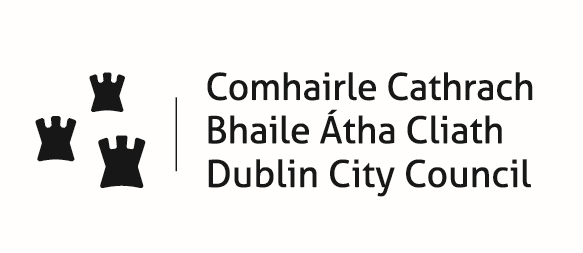 Comhairle Cathrach
Bhaile Átha Cliath
Dublin City Council